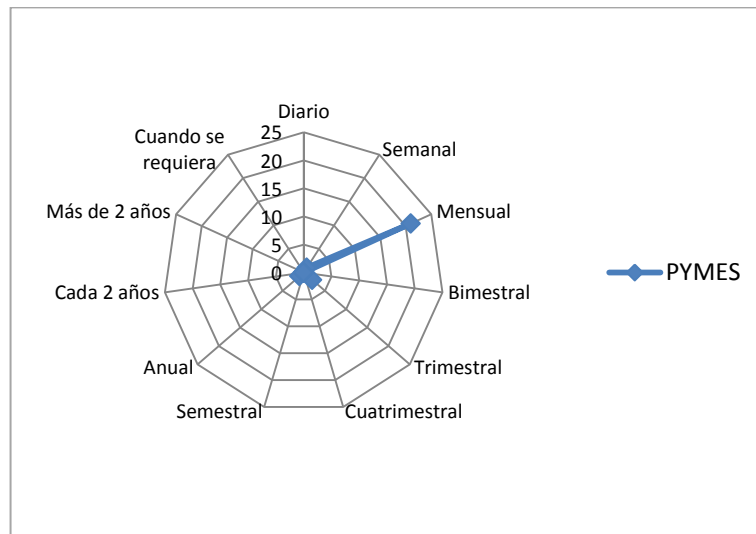 Diario
Semanal
Mensual
Bimestral
Trimestral
Cuatrimestral
Semestral
Anual
Cada 2 años
Más de 2 años
Cuando se
requiera
25
20
15
10
5
0
PYMES